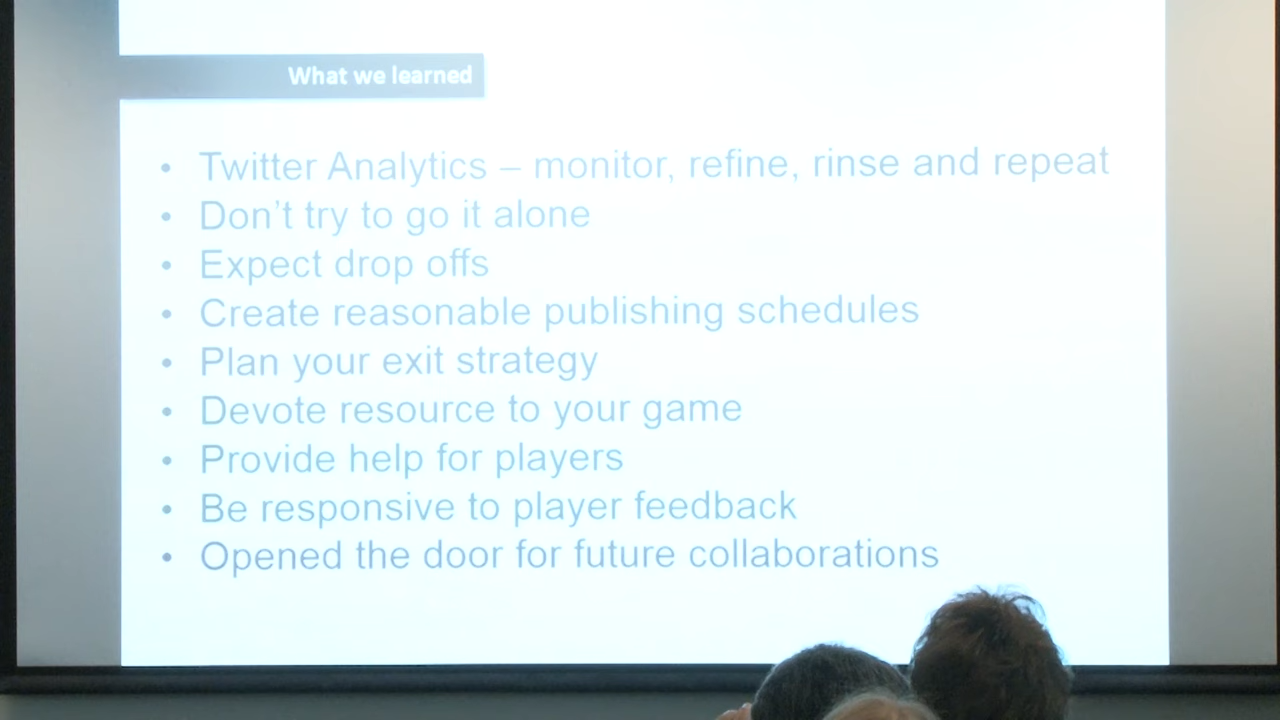 What we learned
• Twitter Analytics – monitor, refine, rinse and repeat
• Don't try to go it alone
• Expect drop offs
• Create reasonable publishing schedules
• Plan your exit strategy
• Devote resource to your game
• Provide help for players
• Be responsive to player feedback
• Opened the door for future collaborations